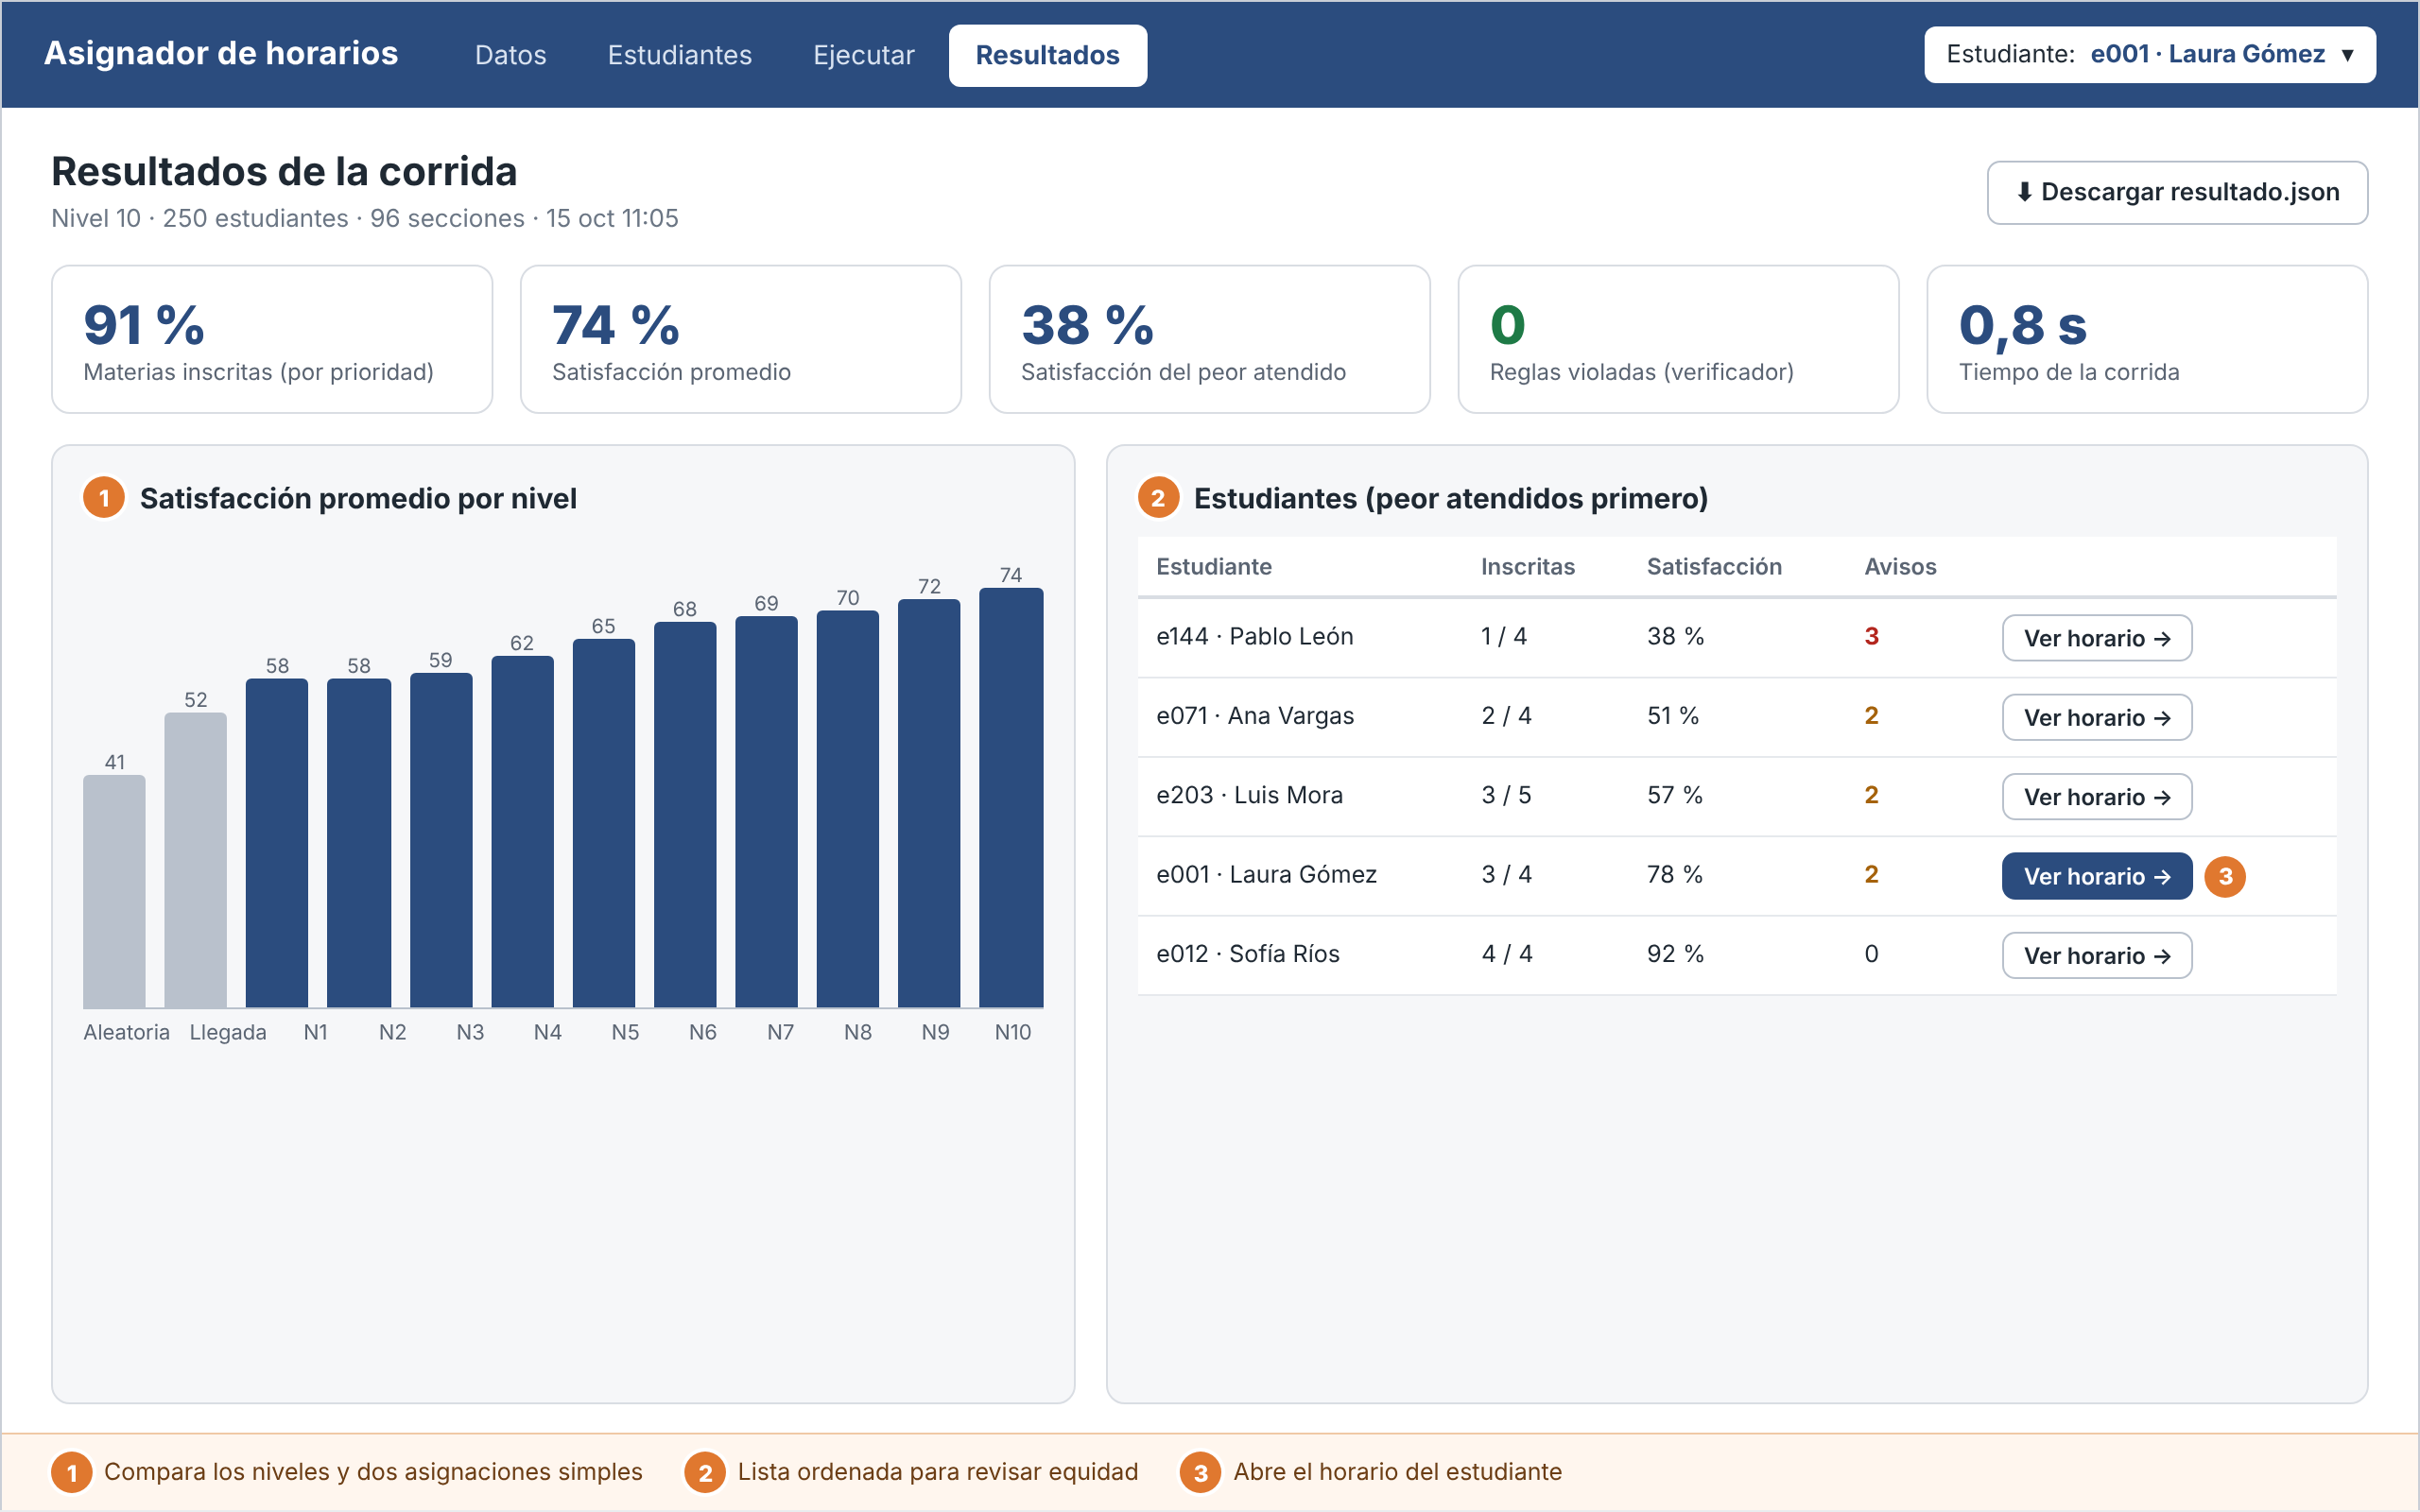 Asignador de horarios
Datos
Estudiantes
Ejecutar
Resultados
Estudiante: e001 · Laura Gómez ▼
Resultados de la corrida
Nivel 10 · 250 estudiantes · 96 secciones · 15 oct 11:05
⬇ Descargar resultado.json
91 %
Materias inscritas (por prioridad)
74 %
Satisfacción promedio
38 %
Satisfacción del peor atendido
0
Reglas violadas (verificador)
0,8 s
Tiempo de la corrida
1 Satisfacción promedio por nivel
41 52 58 58 59 62 65 68 69 70 72 74
Aleatoria Llegada N1 N2 N3 N4 N5 N6 N7 N8 N9 N10
2 Estudiantes (peor atendidos primero)
Estudiante Inscritas Satisfacción Avisos
e144 · Pablo León 1 / 4 38 % 3 Ver horario →
e071 · Ana Vargas 2 / 4 51 % 2 Ver horario →
e203 · Luis Mora 3 / 5 57 % 2 Ver horario →
e001 · Laura Gómez 3 / 4 78 % 2 Ver horario → 3
e012 · Sofía Ríos 4 / 4 92 % 0 Ver horario →
1 Compara los niveles y dos asignaciones simples
2 Lista ordenada para revisar equidad
3 Abre el horario del estudiante